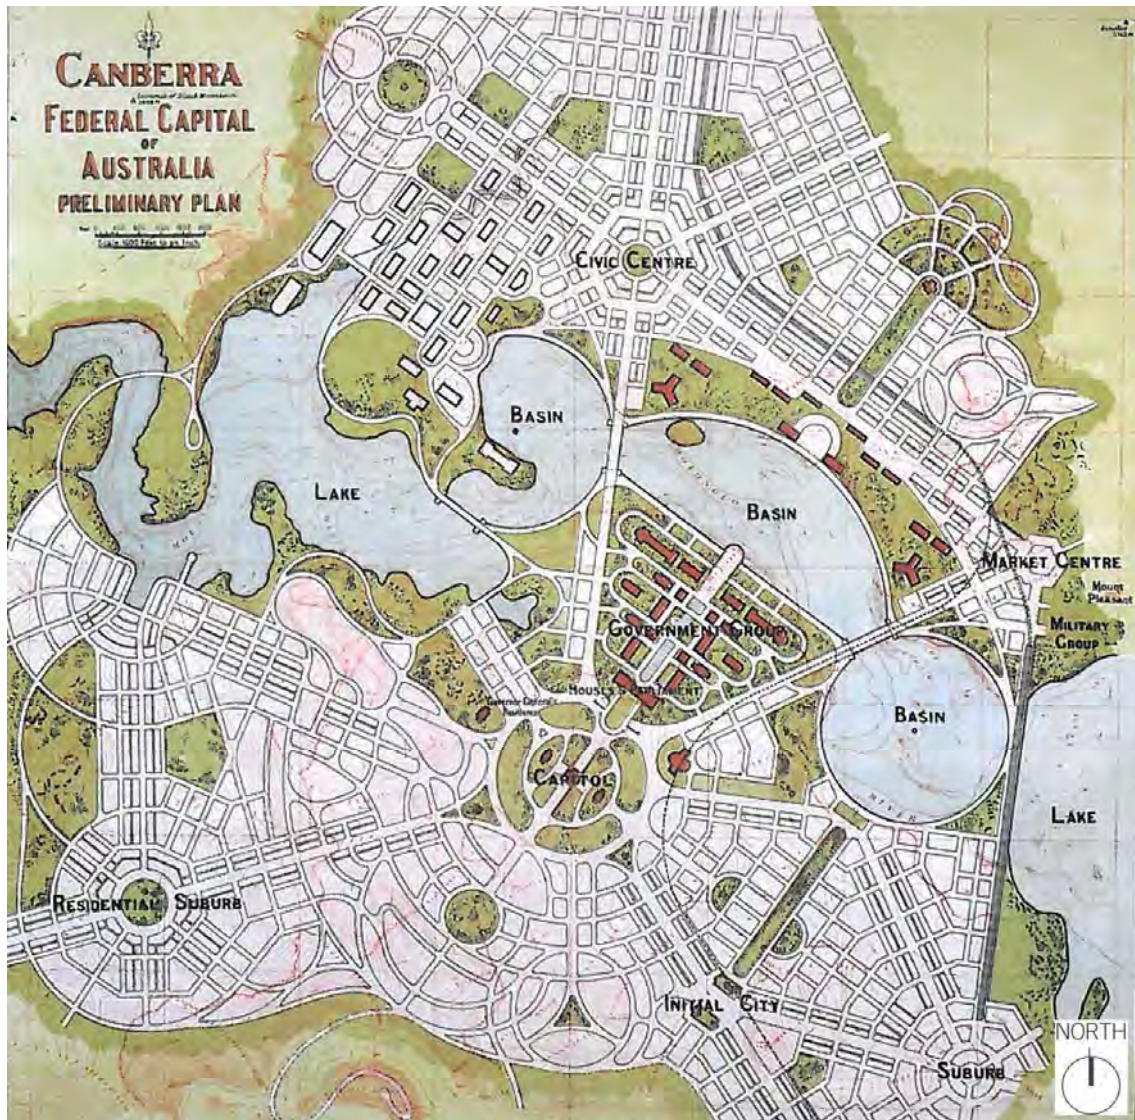 CANBERRA
FEDERAL CAPITAL
OF
AUSTRALIA
PRELIMINARY PLAN
CIVIC CENTRE
BASIN
LAKE
BASIN
MARKET CENTRE
MOUNT
PLEASANT
MILITARY
GROUP
GOVERNMENT GROUP
HOUSES PARLIAMENT
BASIN
RIVER
CAPITOL
LAKE
RESIDENTIAL SUBURB
INITIAL CITY
NORTH
SUBURB